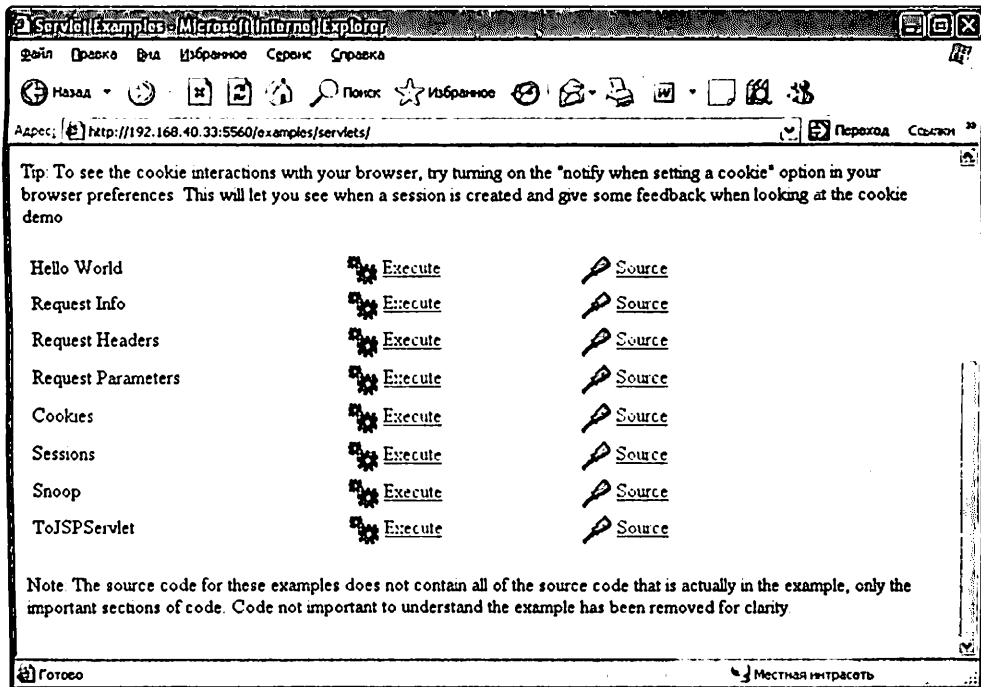 Servlet Examples - Microsoft Internet Explorer
Файл Правка Вид Избранное Сервис Справка
Назад Поиск Избранное
Адрес: http://192.168.40.33:5560/examples/servlets/ Переход Ссылки »
Tip: To see the cookie interactions with your browser, try turning on the "notify when setting a cookie" option in your
browser preferences. This will let you see when a session is created and give some feedback when looking at the cookie
demo
Hello World Execute Source
Request Info Execute Source
Request Headers Execute Source
Request Parameters Execute Source
Cookies Execute Source
Sessions Execute Source
Snoop Execute Source
ToJSPServlet Execute Source
Note. The source code for these examples does not contain all of the source code that is actually in the example, only the
important sections of code. Code not important to understand the example has been removed for clarity.
Готово Местная интрасеть